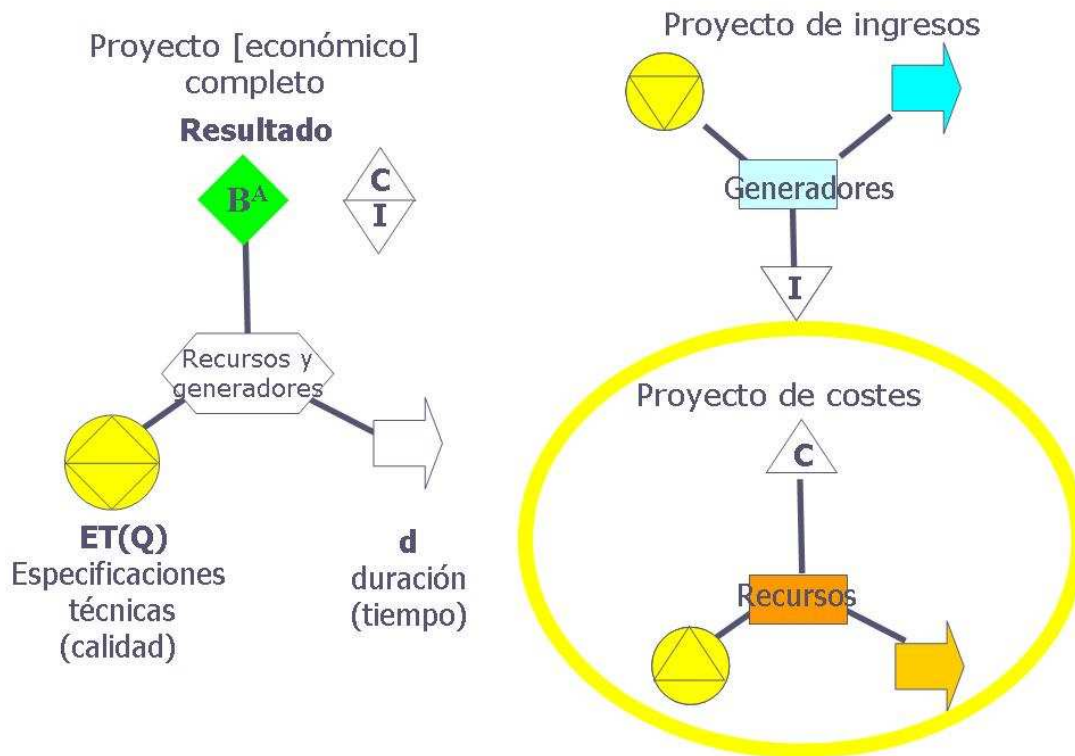 Proyecto [económico]
completo
Resultado
Bᴬ
C
I
Recursos y
generadores
ET(Q)
Especificaciones
técnicas
(calidad)
d
duración
(tiempo)
Proyecto de ingresos
Generadores
I
Proyecto de costes
C
Recursos